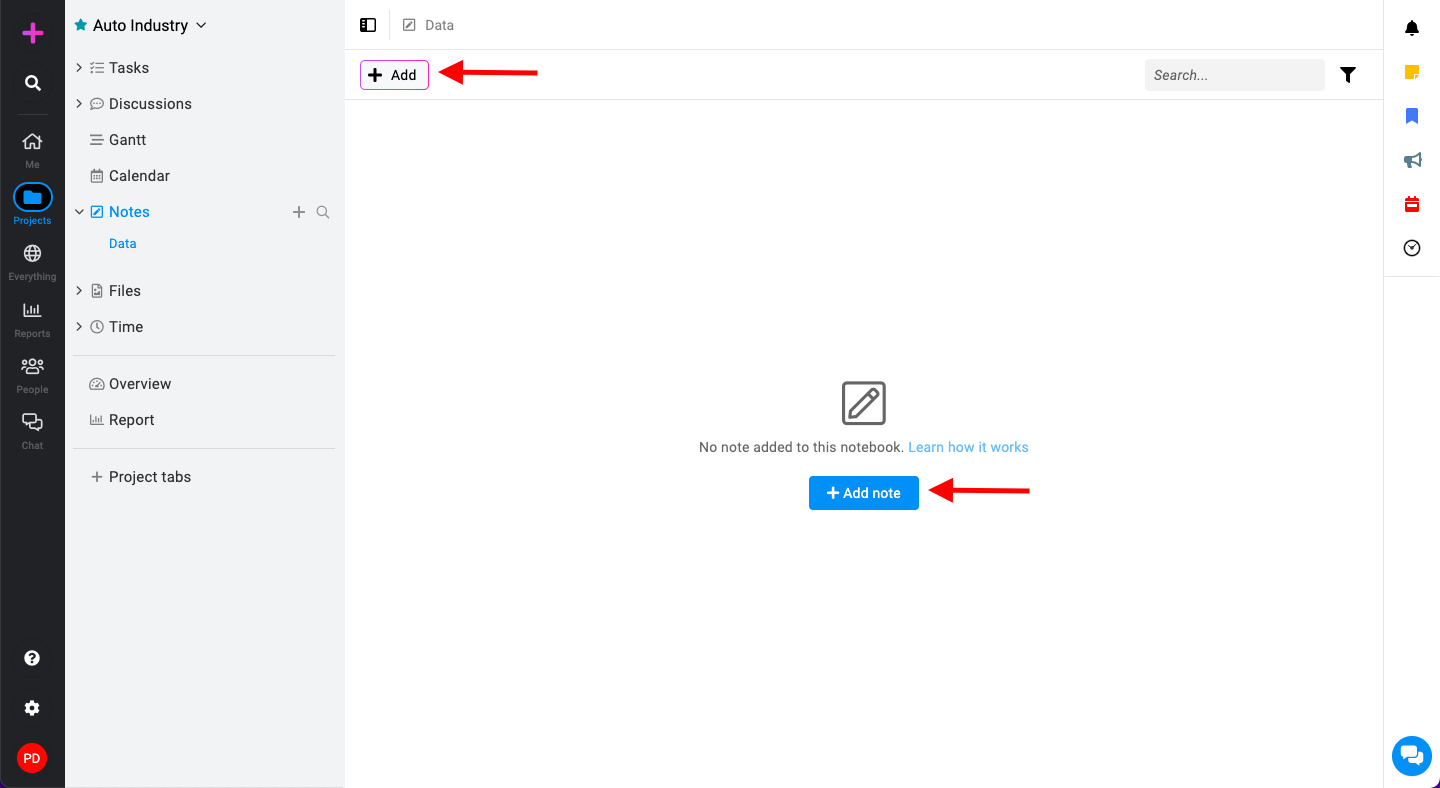 Me
Projects
Everything
Reports
People
Chat
PD
Auto Industry
Tasks
Discussions
Gantt
Calendar
Notes
Data
Files
Time
Overview
Report
Project tabs
Data
Add
Search...
No note added to this notebook. Learn how it works
Add note